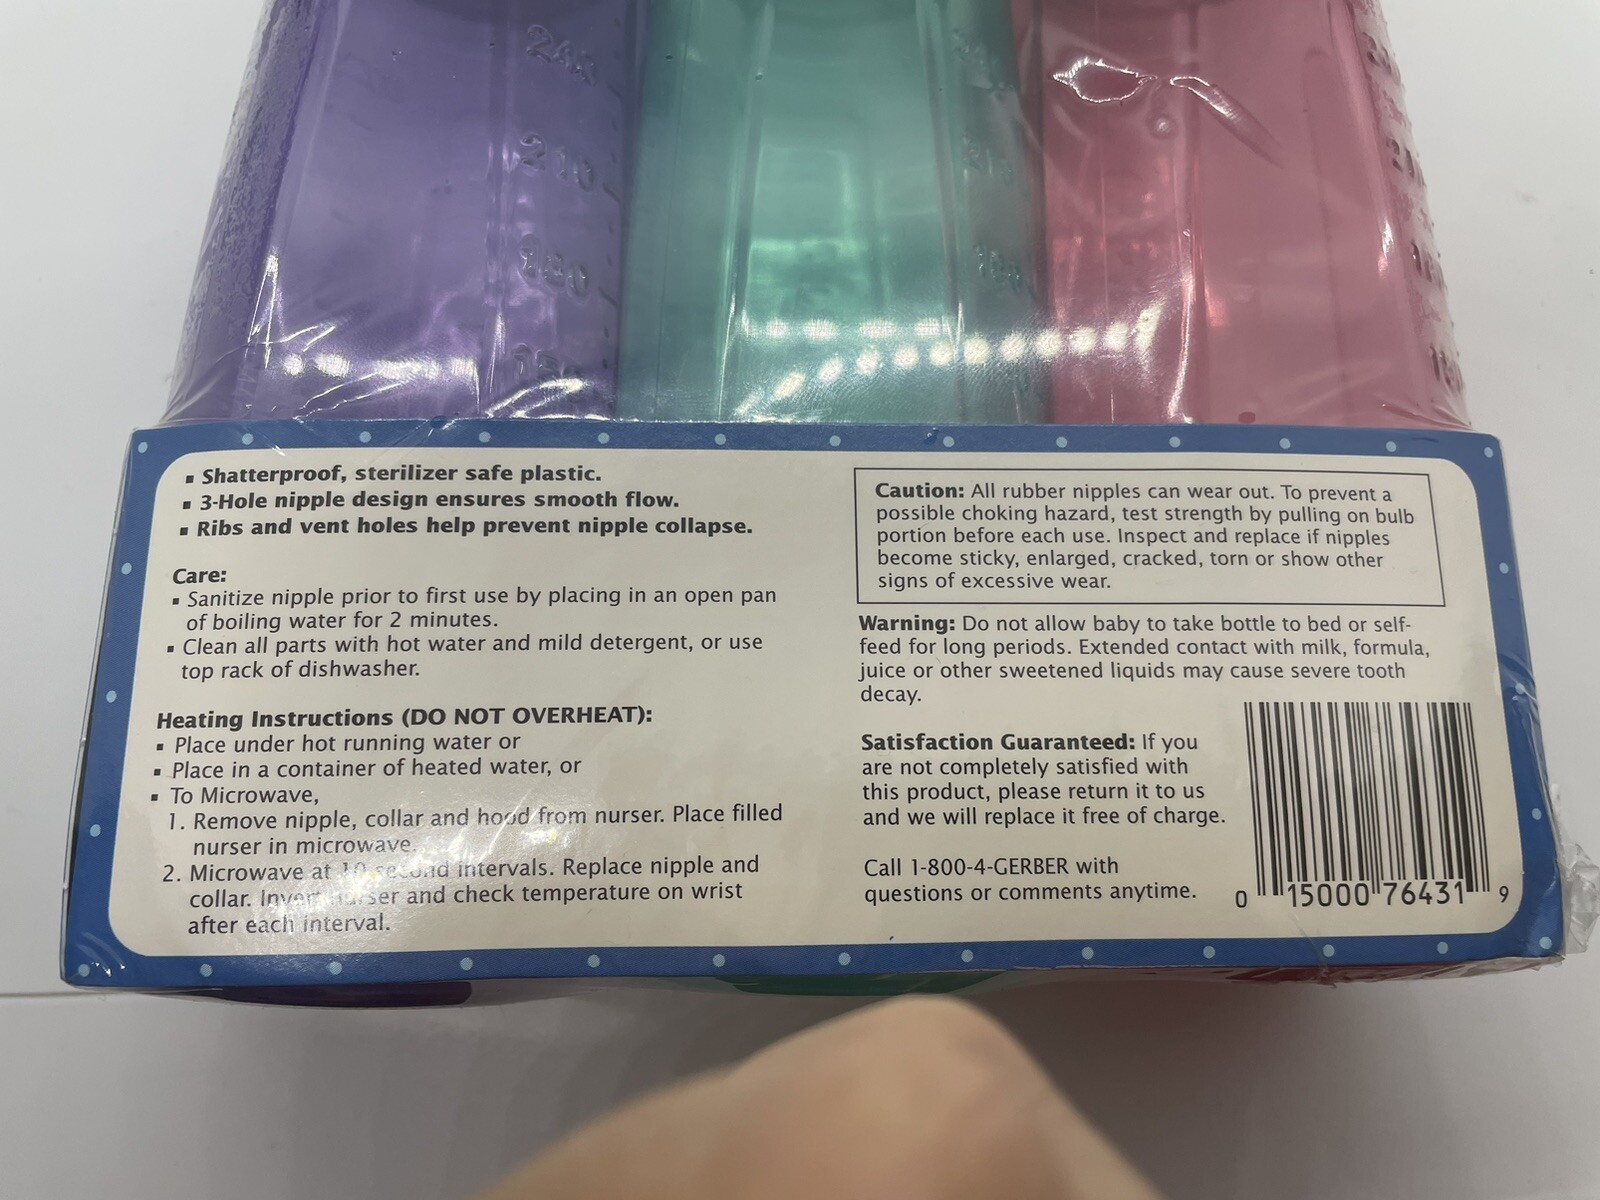 240
210
180
150
210
180
▪ Shatterproof, sterilizer safe plastic.
▪ 3-Hole nipple design ensures smooth flow.
▪ Ribs and vent holes help prevent nipple collapse.
Care:
▪ Sanitize nipple prior to first use by placing in an open pan
of boiling water for 2 minutes.
▪ Clean all parts with hot water and mild detergent, or use
top rack of dishwasher.
Heating Instructions (DO NOT OVERHEAT):
▪ Place under hot running water or
▪ Place in a container of heated water, or
▪ To Microwave,
1. Remove nipple, collar and hood from nurser. Place filled
nurser in microwave.
2. Microwave at 10 second intervals. Replace nipple and
collar. Invert nurser and check temperature on wrist
after each interval.
Caution: All rubber nipples can wear out. To prevent a
possible choking hazard, test strength by pulling on bulb
portion before each use. Inspect and replace if nipples
become sticky, enlarged, cracked, torn or show other
signs of excessive wear.
Warning: Do not allow baby to take bottle to bed or self-
feed for long periods. Extended contact with milk, formula,
juice or other sweetened liquids may cause severe tooth
decay.
Satisfaction Guaranteed: If you
are not completely satisfied with
this product, please return it to us
and we will replace it free of charge.
Call 1-800-4-GERBER with
questions or comments anytime.
0 15000 76431 9